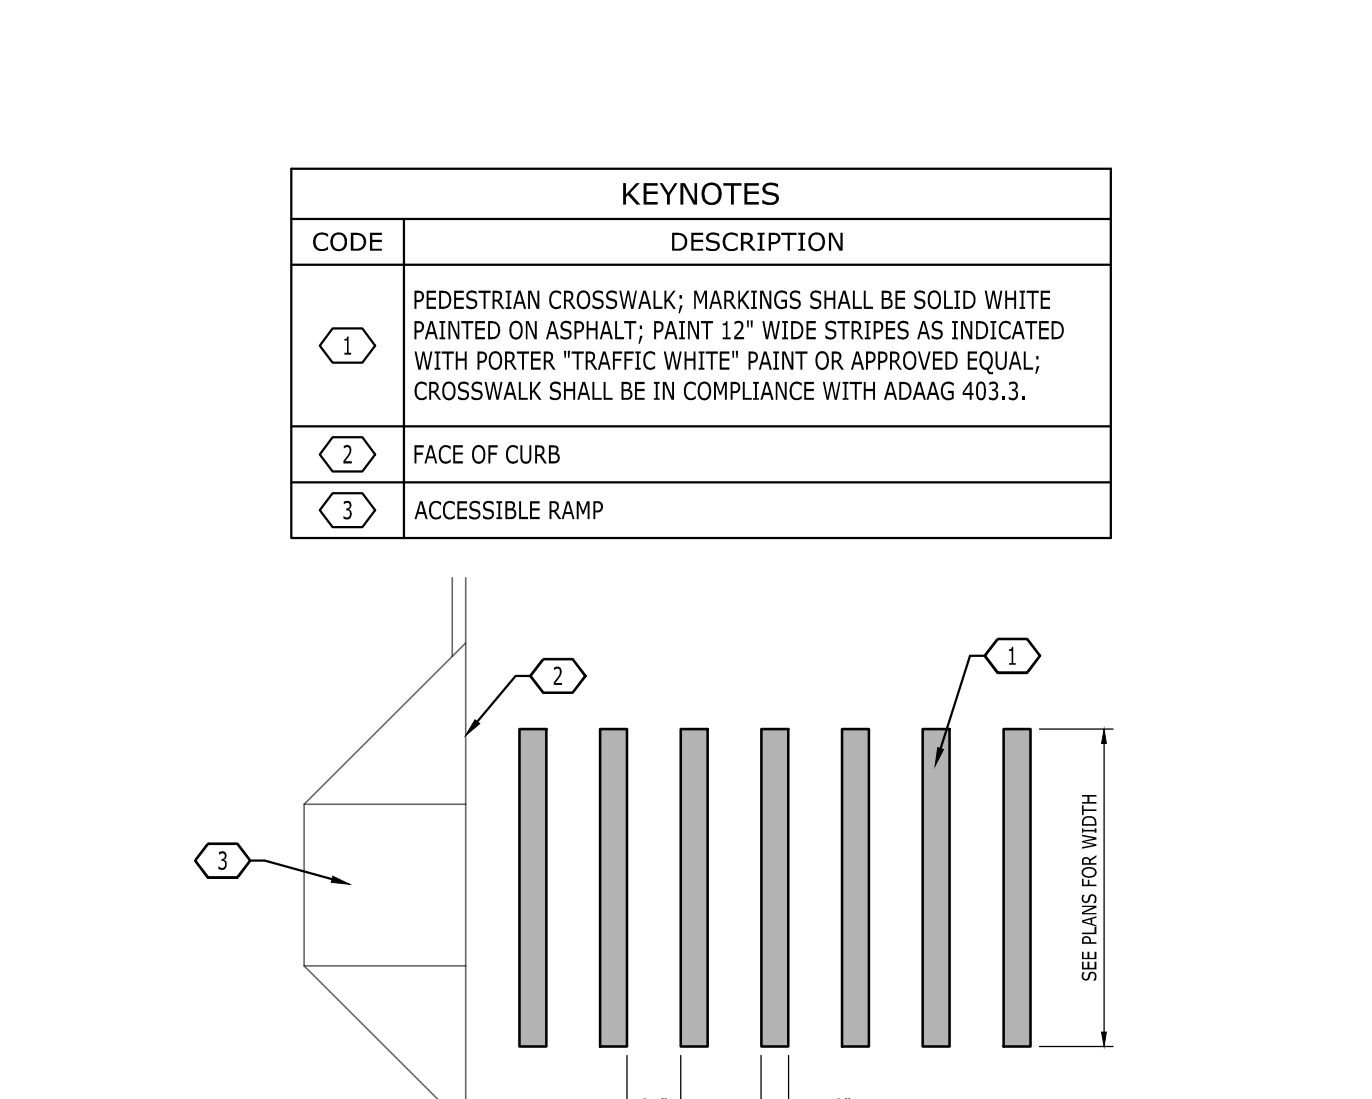 KEYNOTES
CODE DESCRIPTION
1
PEDESTRIAN CROSSWALK; MARKINGS SHALL BE SOLID WHITE
PAINTED ON ASPHALT; PAINT 12" WIDE STRIPES AS INDICATED
WITH PORTER "TRAFFIC WHITE" PAINT OR APPROVED EQUAL;
CROSSWALK SHALL BE IN COMPLIANCE WITH ADAAG 403.3.
2 FACE OF CURB
3 ACCESSIBLE RAMP
1
2
3
SEE PLANS FOR WIDTH